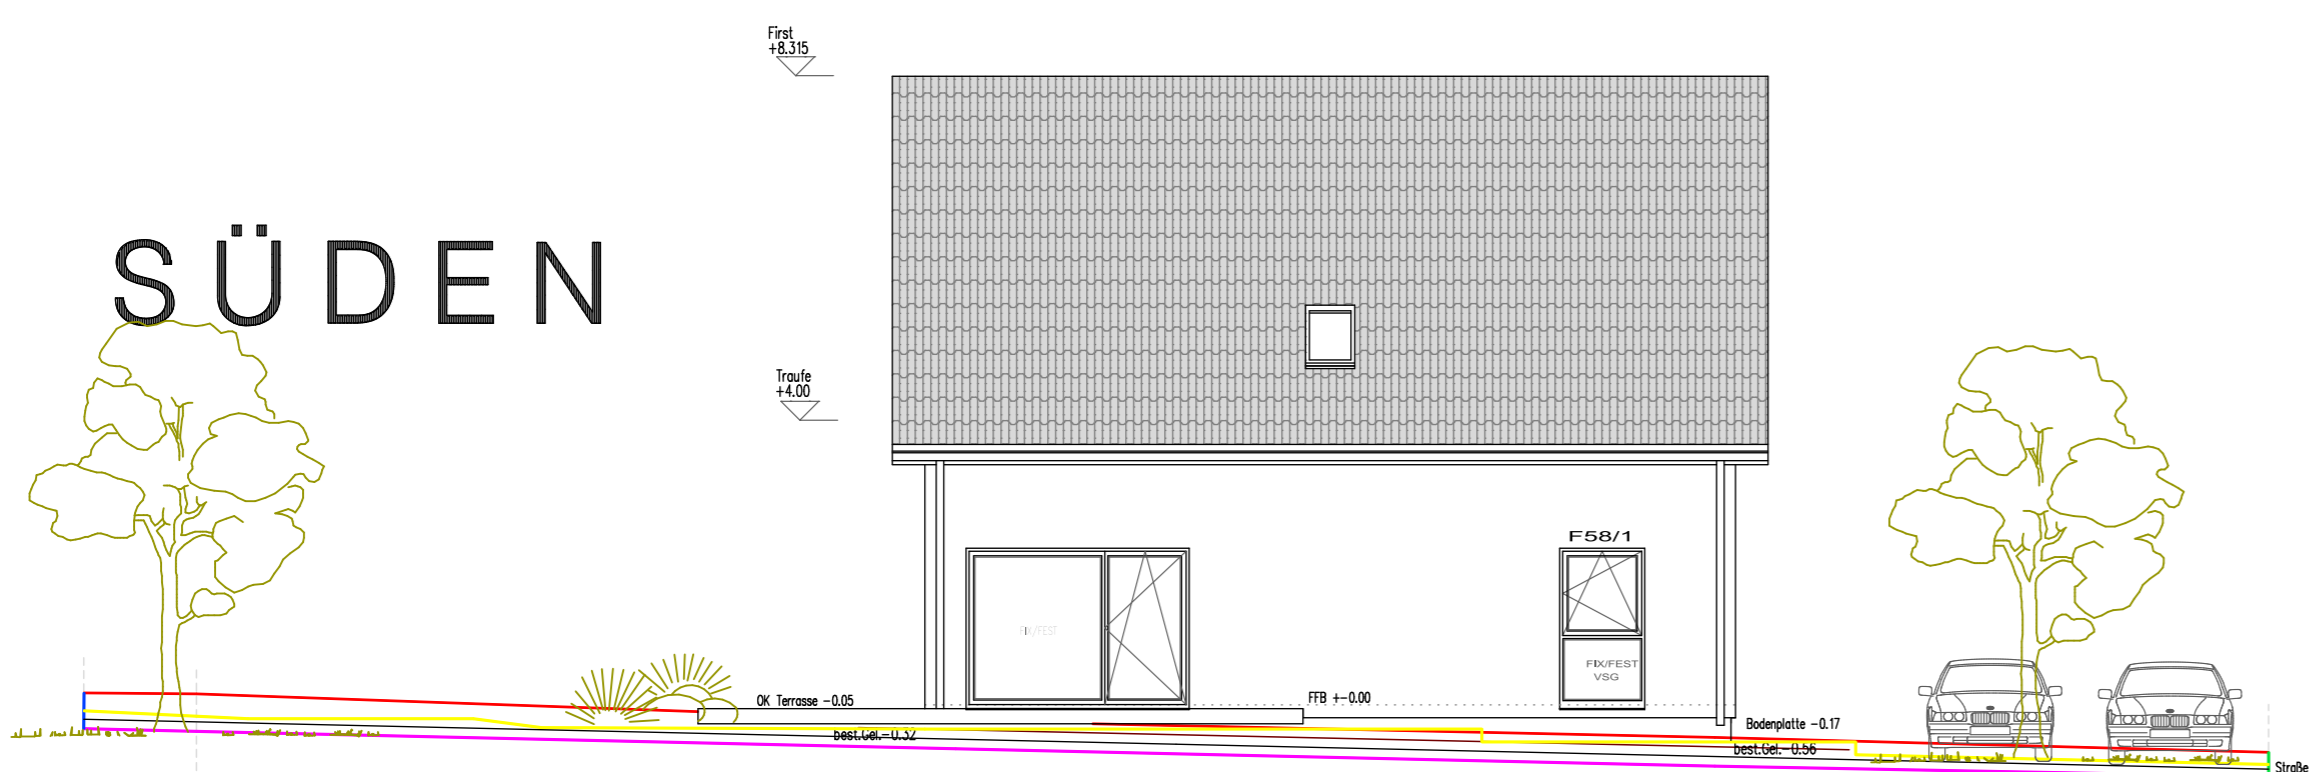 First
+8.315
SÜDEN
Traufe
+4.00
F58/1
FIX/FEST
FIX/FEST
VSG
OK Terrasse -0.05
FFB +-0.00
Bodenplatte -0.17
best.Gel.-0.32
best.Gel.-0.56
Straße